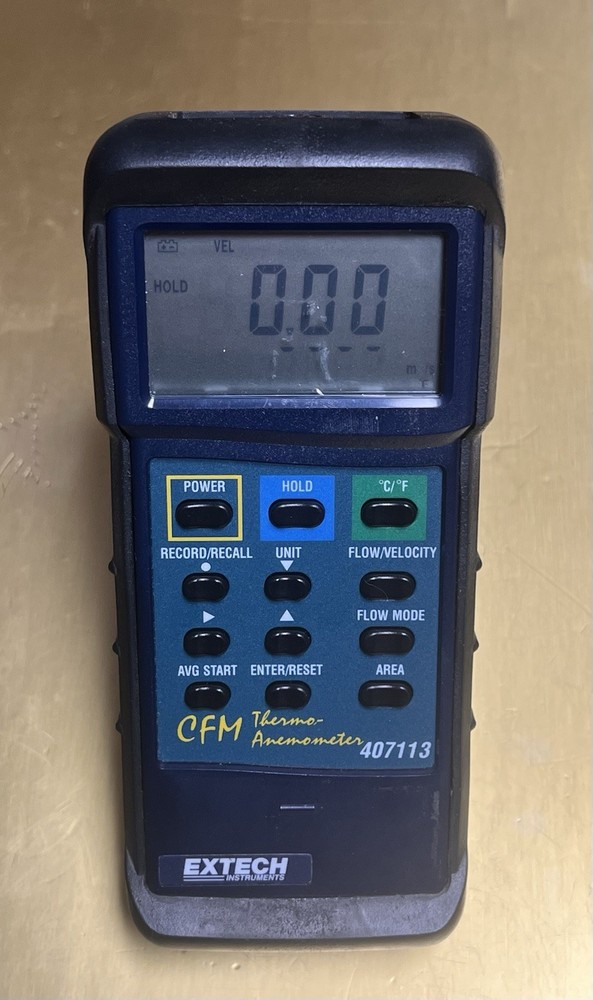 VEL
HOLD
0.00
m/s
°F
POWER HOLD °C/°F
RECORD/RECALL UNIT FLOW/VELOCITY
FLOW MODE
AVG START ENTER/RESET AREA
CFM Thermo-
Anemometer
407113
EXTECH
INSTRUMENTS